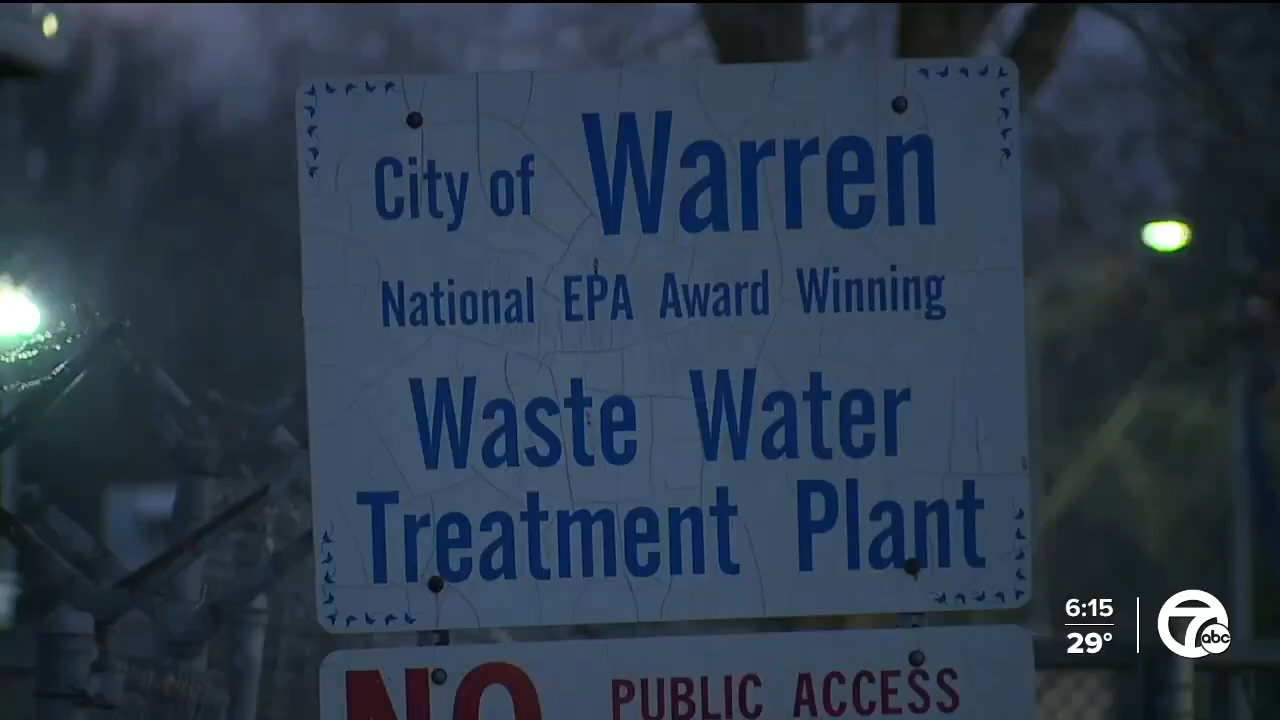 City of Warren
National EPA Award Winning
Waste Water
Treatment Plant
NO PUBLIC ACCESS
6:15
29°
7abc